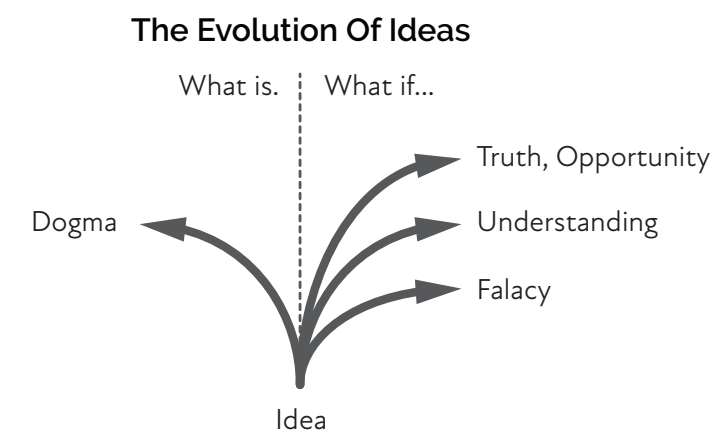 The Evolution Of Ideas
What is. What if...
Truth, Opportunity
Dogma
Understanding
Falacy
Idea